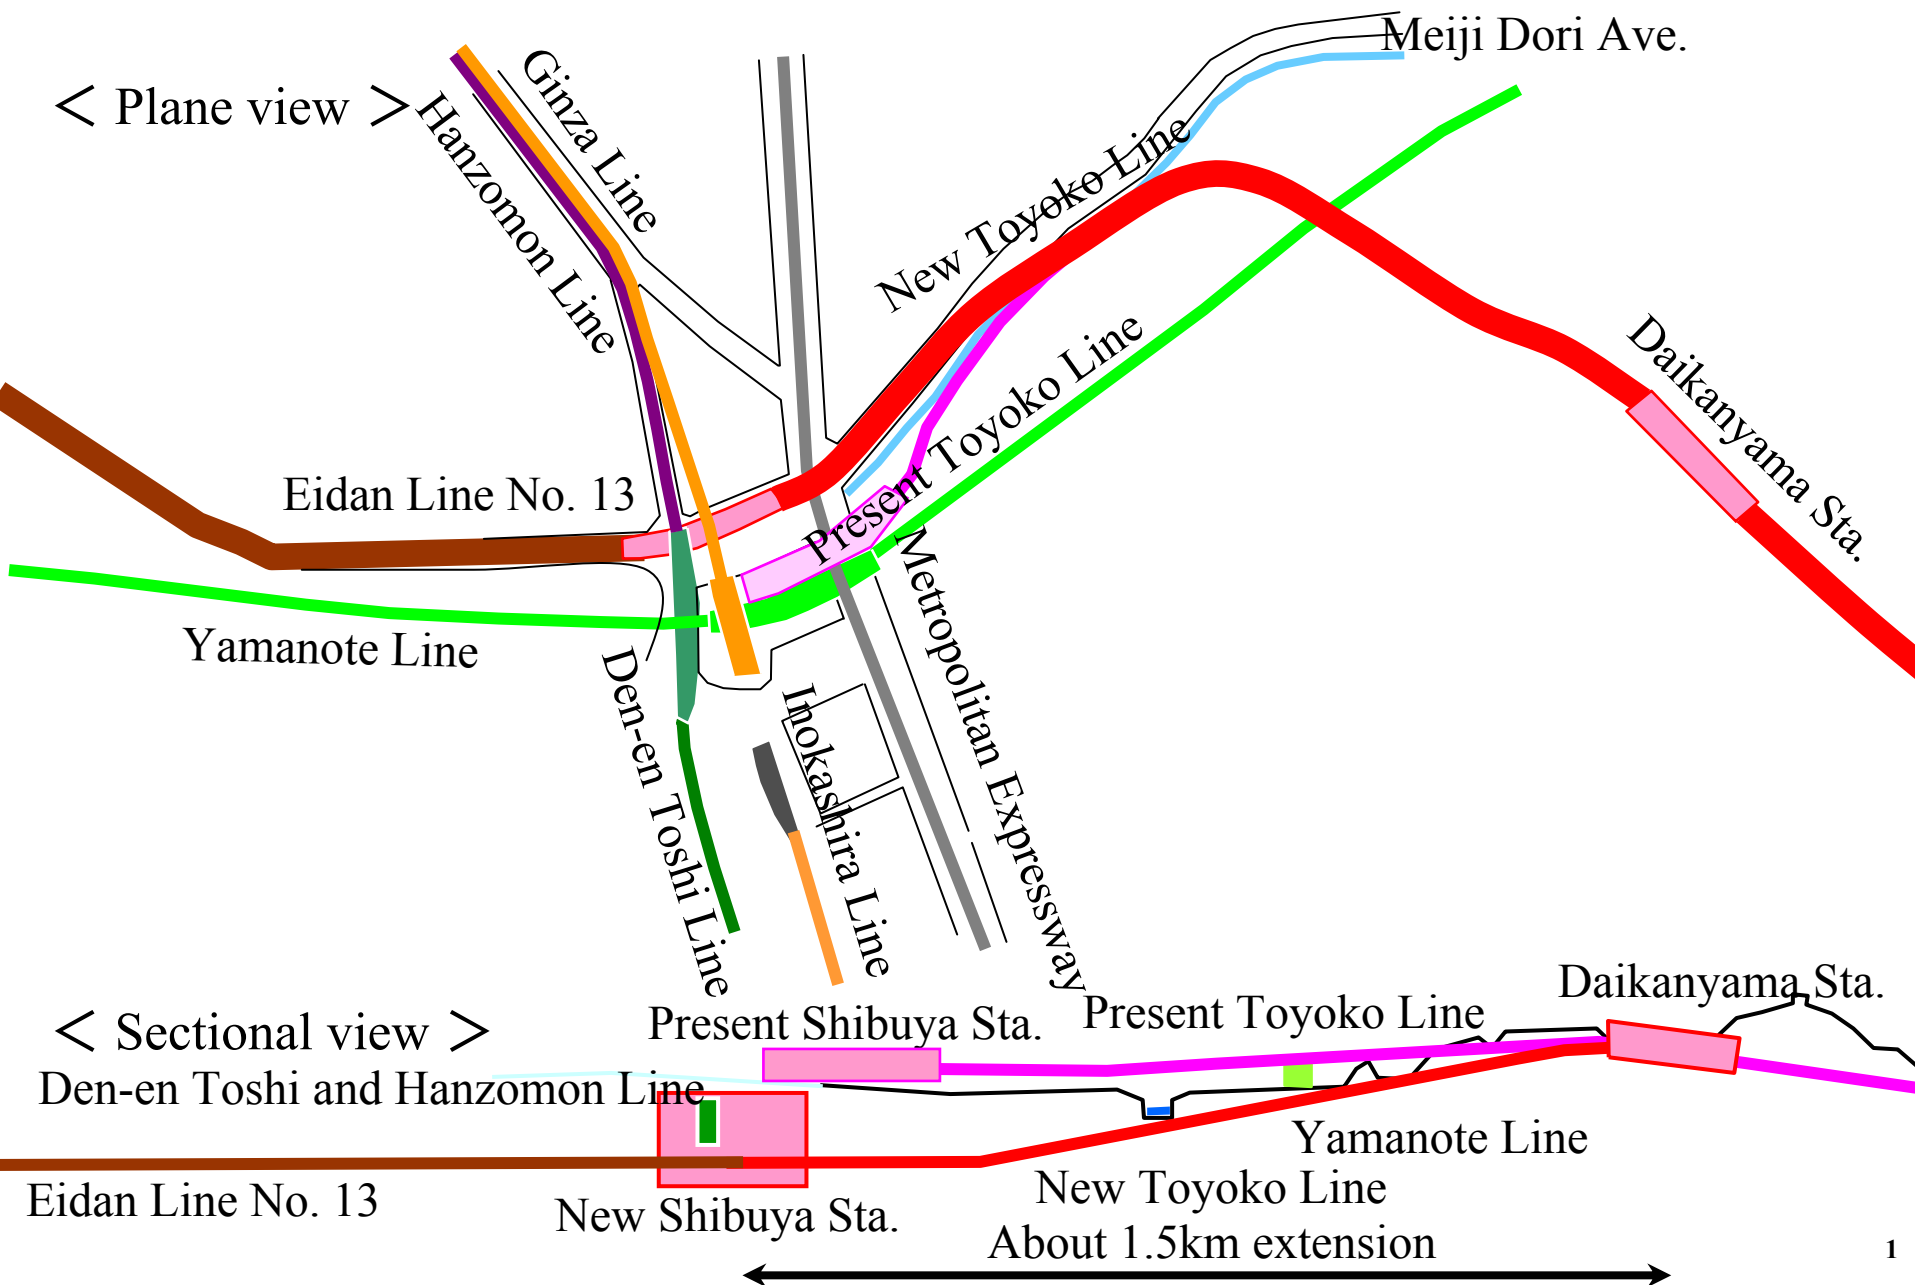 Meiji Dori Ave.
＜ Plane view ＞
Ginza Line
Hanzomon Line
New Toyoko Line
Present Toyoko Line
Daikanyama Sta.
Eidan Line No. 13
Yamanote Line
Metropolitan Expressway
Den-en Toshi Line
Inokashira Line
＜ Sectional view ＞
Present Shibuya Sta.
Present Toyoko Line
Daikanyama Sta.
Den-en Toshi and Hanzomon Line
Yamanote Line
Eidan Line No. 13
New Shibuya Sta.
New Toyoko Line
About 1.5km extension
1